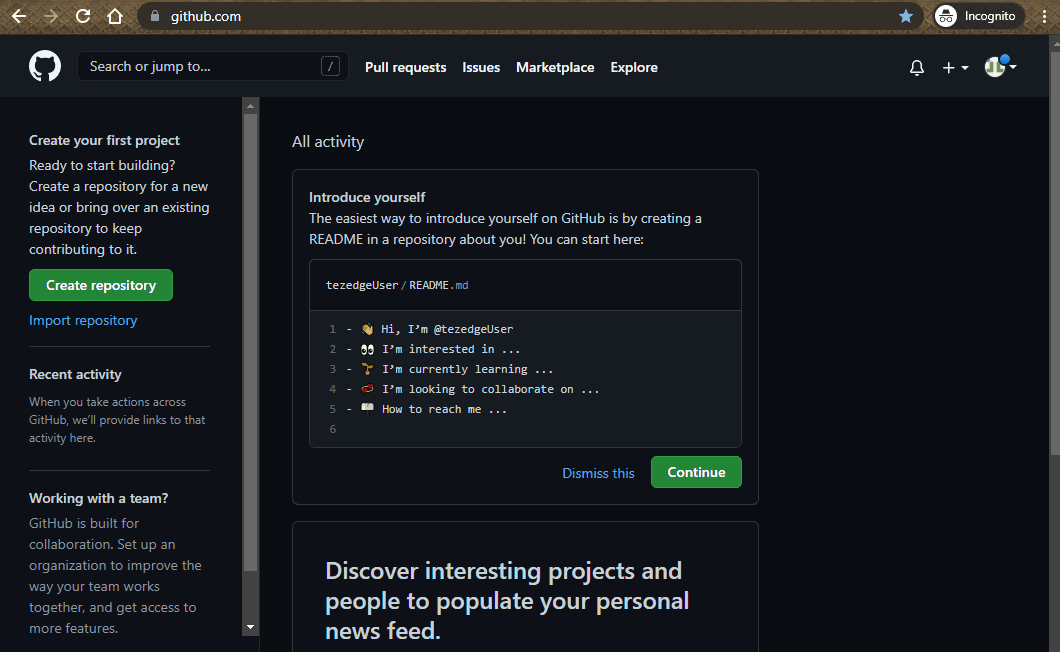 github.com
Incognito
Search or jump to...
/
Pull requests
Issues
Marketplace
Explore
Create your first project
Ready to start building?
Create a repository for a new
idea or bring over an existing
repository to keep
contributing to it.
Create repository
Import repository
Recent activity
When you take actions across
GitHub, we'll provide links to that
activity here.
Working with a team?
GitHub is built for
collaboration. Set up an
organization to improve the
way your team works
together, and get access to
more features.
All activity
Introduce yourself
The easiest way to introduce yourself on GitHub is by creating a
README in a repository about you! You can start here:
tezedgeUser / README.md
1 - 👋 Hi, I'm @tezedgeUser
2 - 👀 I'm interested in ...
3 - 🌱 I'm currently learning ...
4 - 💞️ I'm looking to collaborate on ...
5 - 📫 How to reach me ...
6
Dismiss this
Continue
Discover interesting projects and
people to populate your personal
news feed.